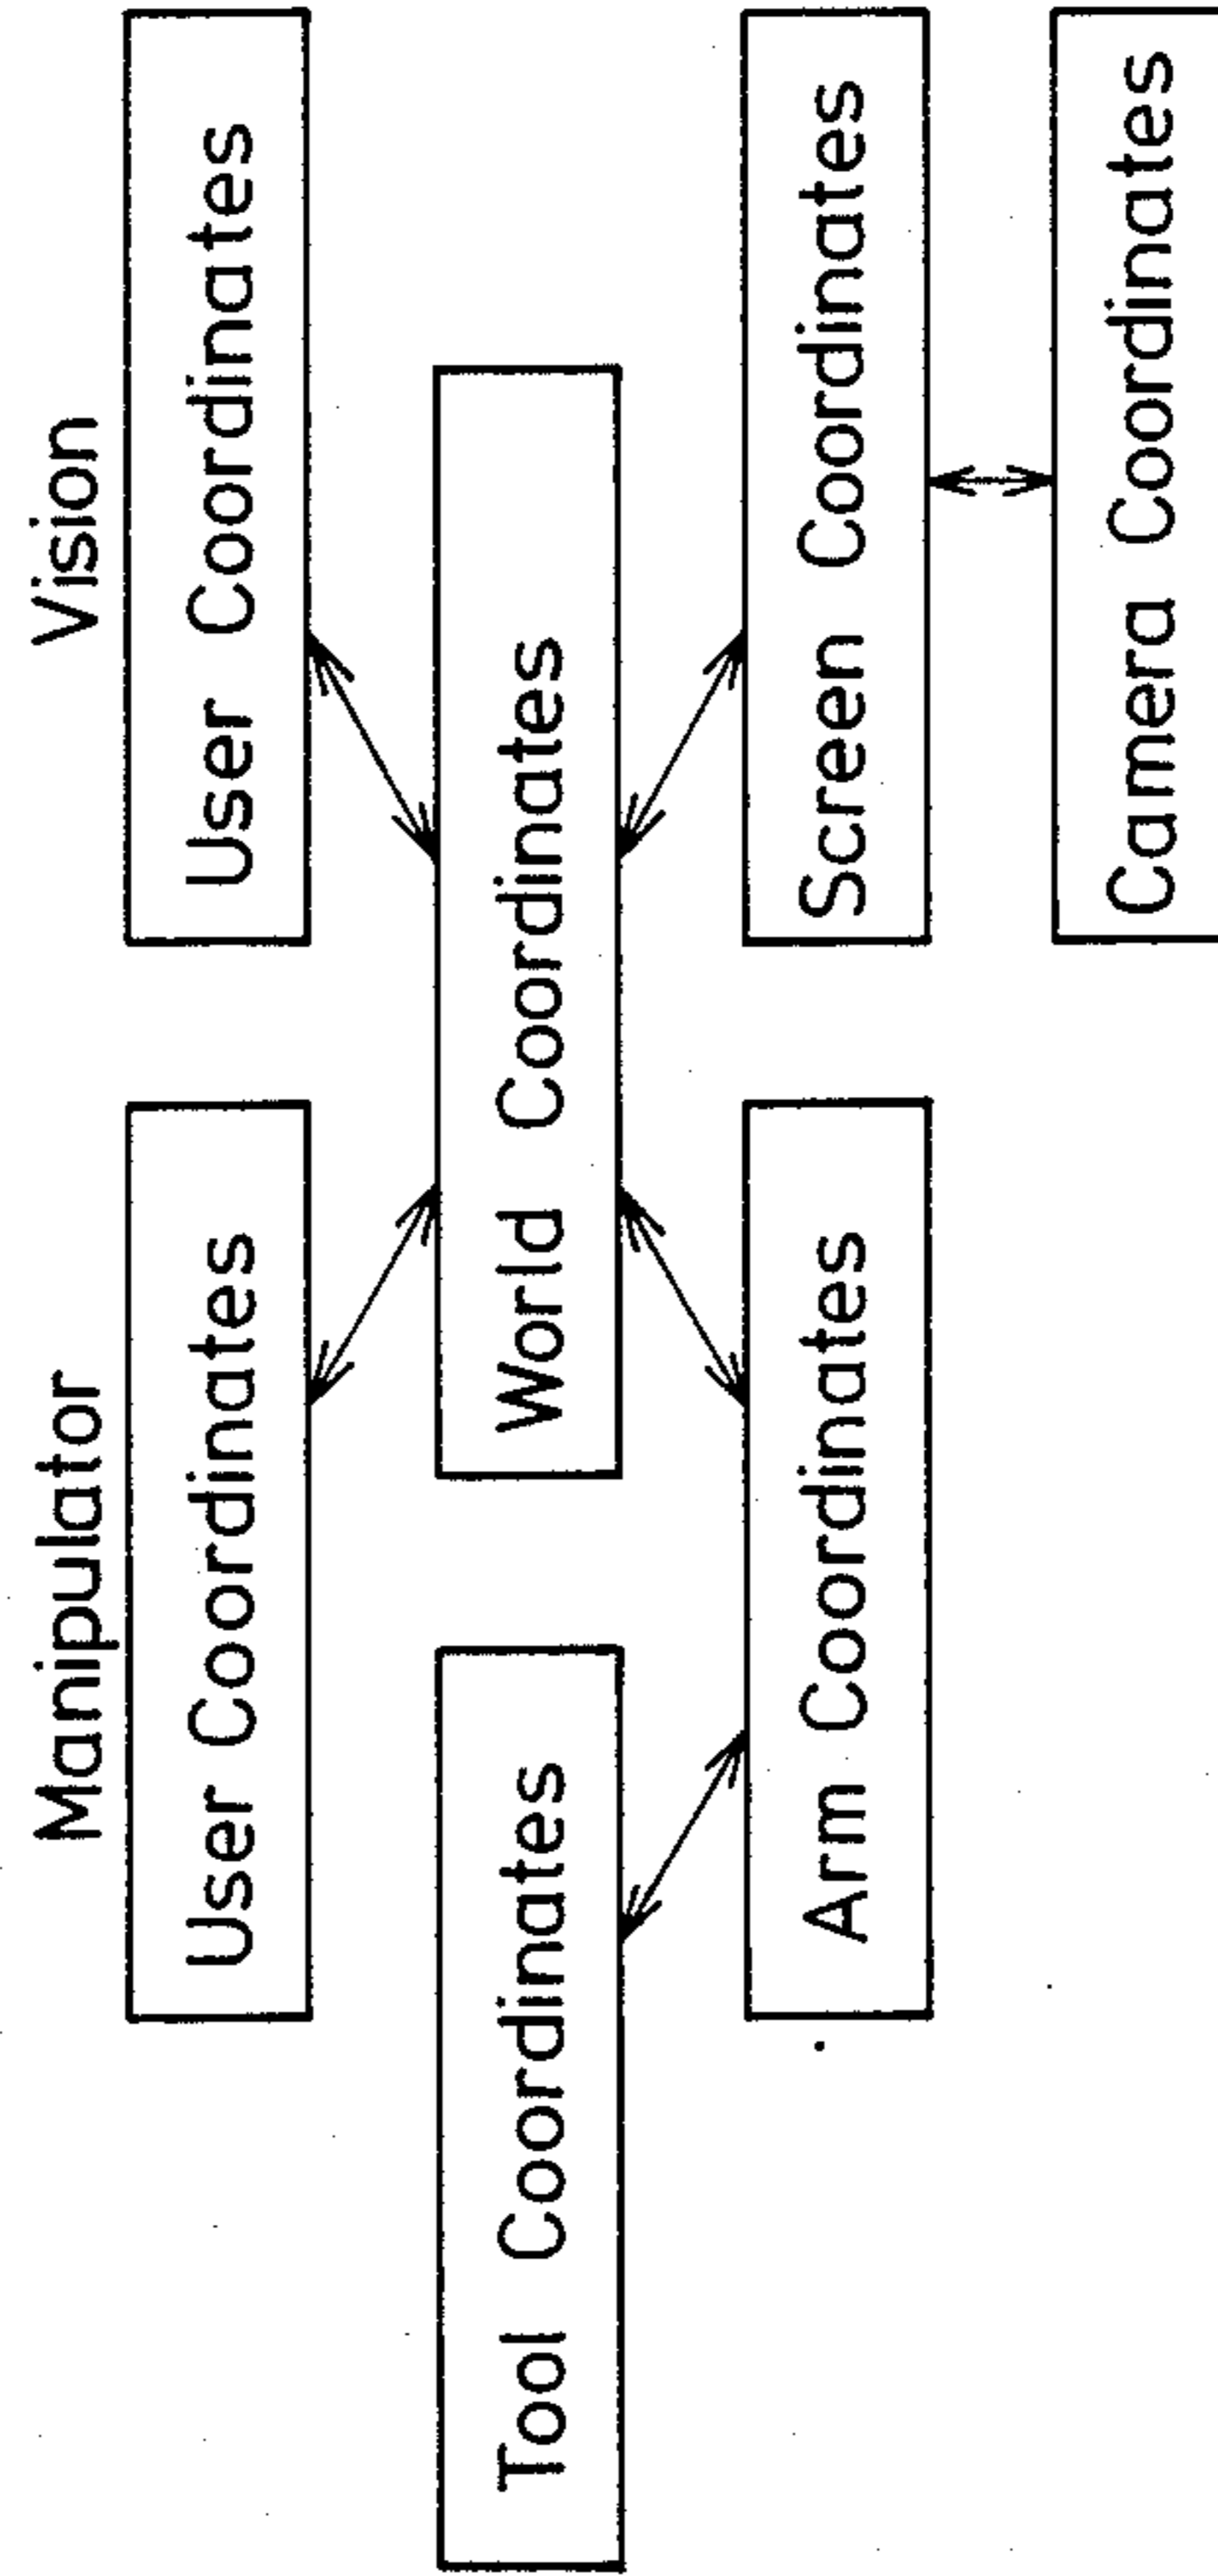 Manipulator
Vision
User Coordinates
User Coordinates
Tool Coordinates
World Coordinates
Arm Coordinates
Screen Coordinates
Camera Coordinates